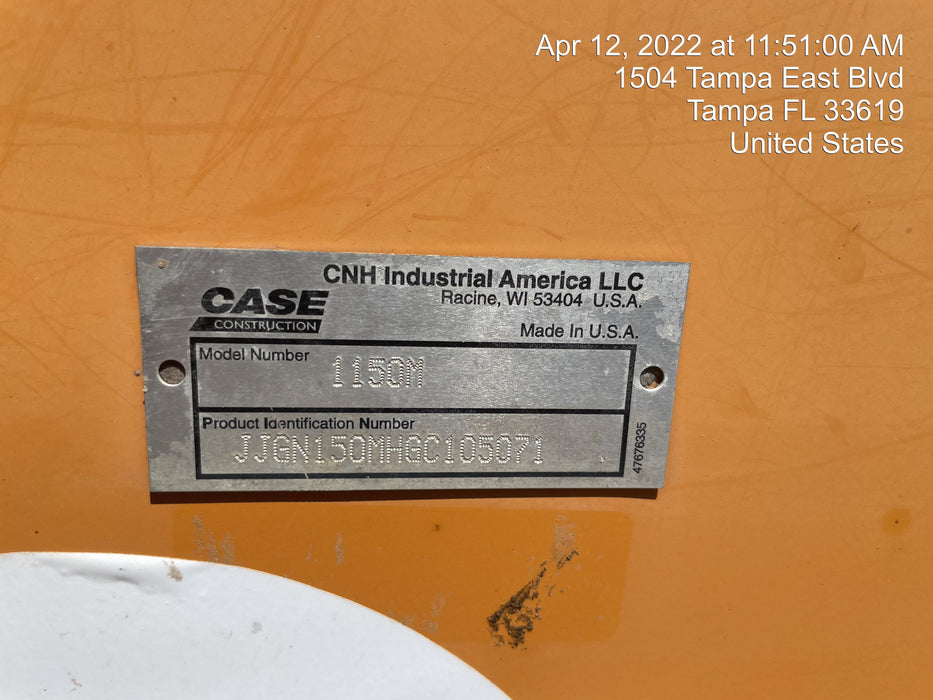 Apr 12, 2022 at 11:51:00 AM
1504 Tampa East Blvd
Tampa FL 33619
United States
CNH Industrial America LLC
Racine, WI 53404 U.S.A.
CASE
CONSTRUCTION
Made In U.S.A.
Model Number
1150M
Product Identification Number
JJGN150MHGC105071
47676335